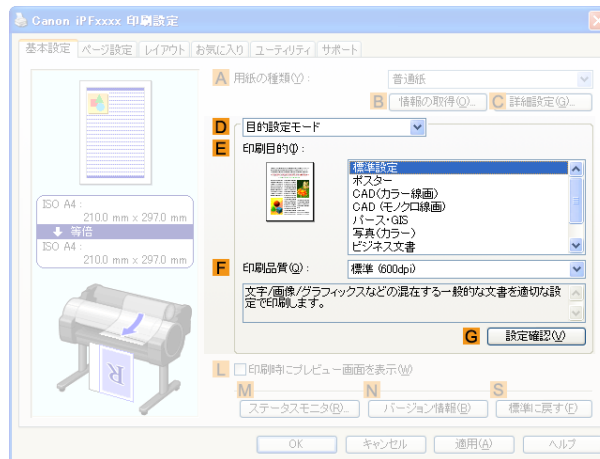 Canon iPFxxxx 印刷設定
基本設定 ページ設定 レイアウト お気に入り ユーティリティ サポート
A 用紙の種類(Y): 普通紙
B 情報の取得(O)... C 詳細設定(G)...
D 目的設定モード
E 印刷目的(I):
標準設定
ポスター
CAD(カラー線画)
CAD (モノクロ線画)
パース・GIS
写真(カラー)
ビジネス文書
ISO A4 :
210.0 mm x 297.0 mm
等倍
ISO A4 :
210.0 mm x 297.0 mm
F 印刷品質(Q): 標準 (600dpi)
文字/画像/グラフィックスなどの混在する一般的な文書を適切な設
定で印刷します。
G 設定確認(V)
R
L 印刷時にプレビュー画面を表示(W)
M N S
ステータスモニタ(R)... バージョン情報(B) 標準に戻す(F)
OK キャンセル 適用(A) ヘルプ